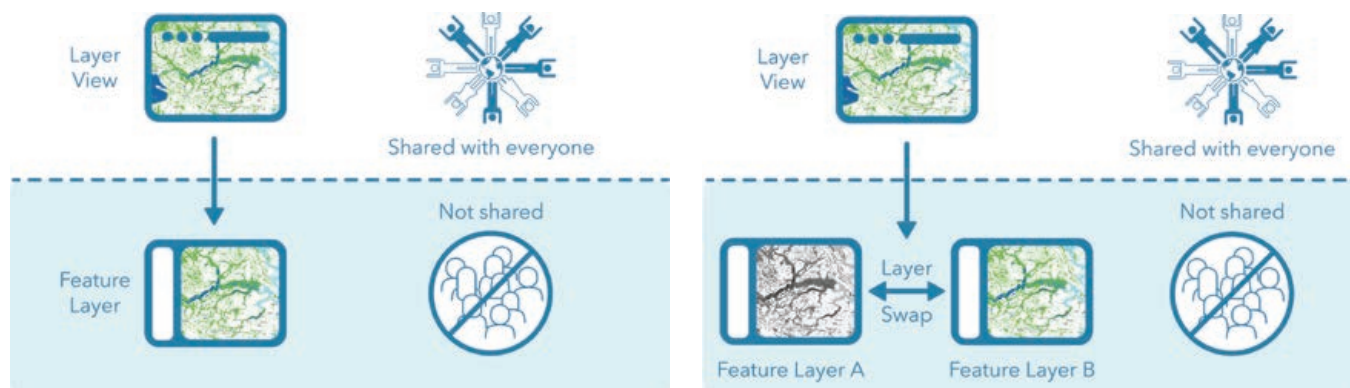 Layer
View
Shared with everyone
Not shared
Feature
Layer
Layer
View
Shared with everyone
Not shared
Layer
Swap
Feature Layer A
Feature Layer B